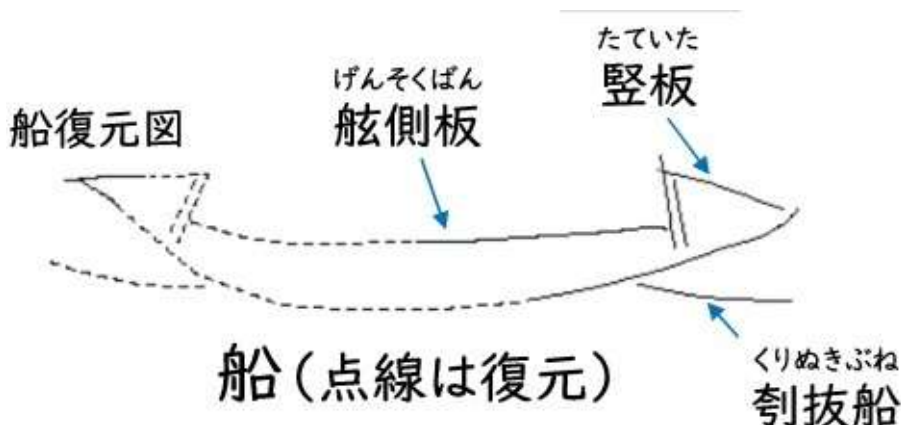 たていた
竪板
げんそくばん
舷側板
船復元図
船(点線は復元)
くりぬきぶね
刳抜船